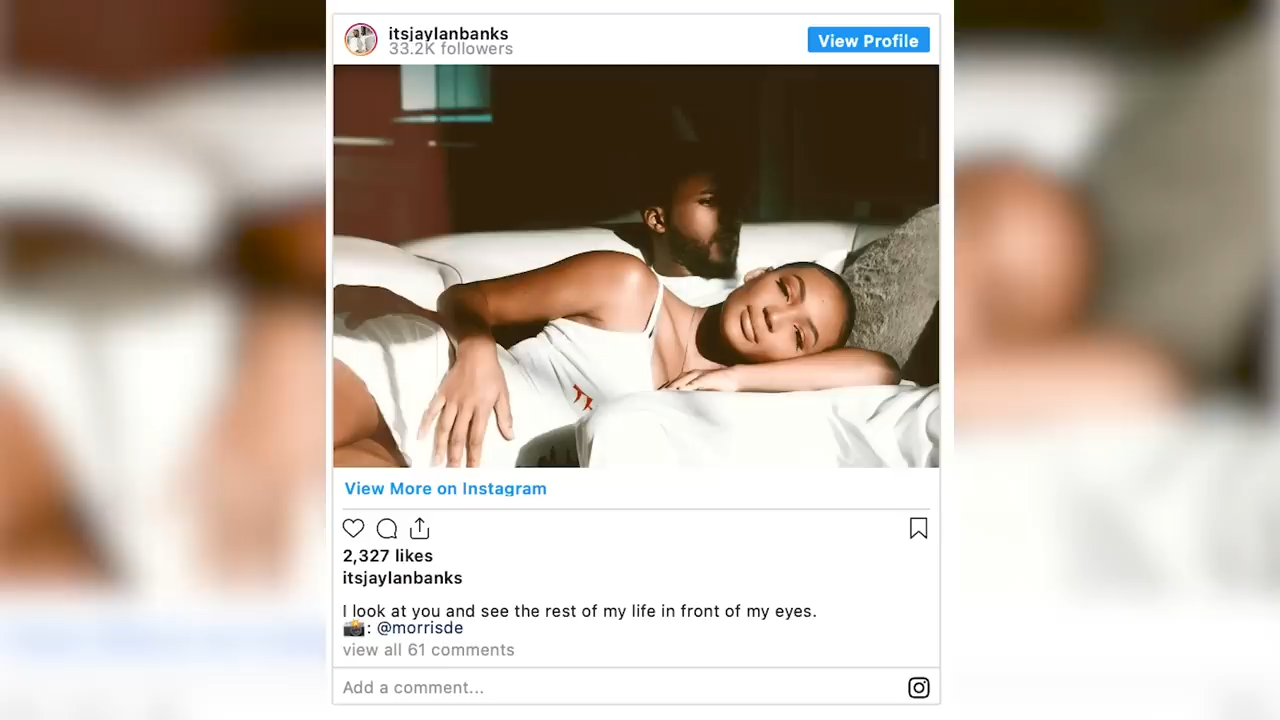 itsjaylanbanks
33.2K followers
View Profile
View More on Instagram
2,327 likes
itsjaylanbanks
I look at you and see the rest of my life in front of my eyes.
📸: @morrisde
view all 61 comments
Add a comment...